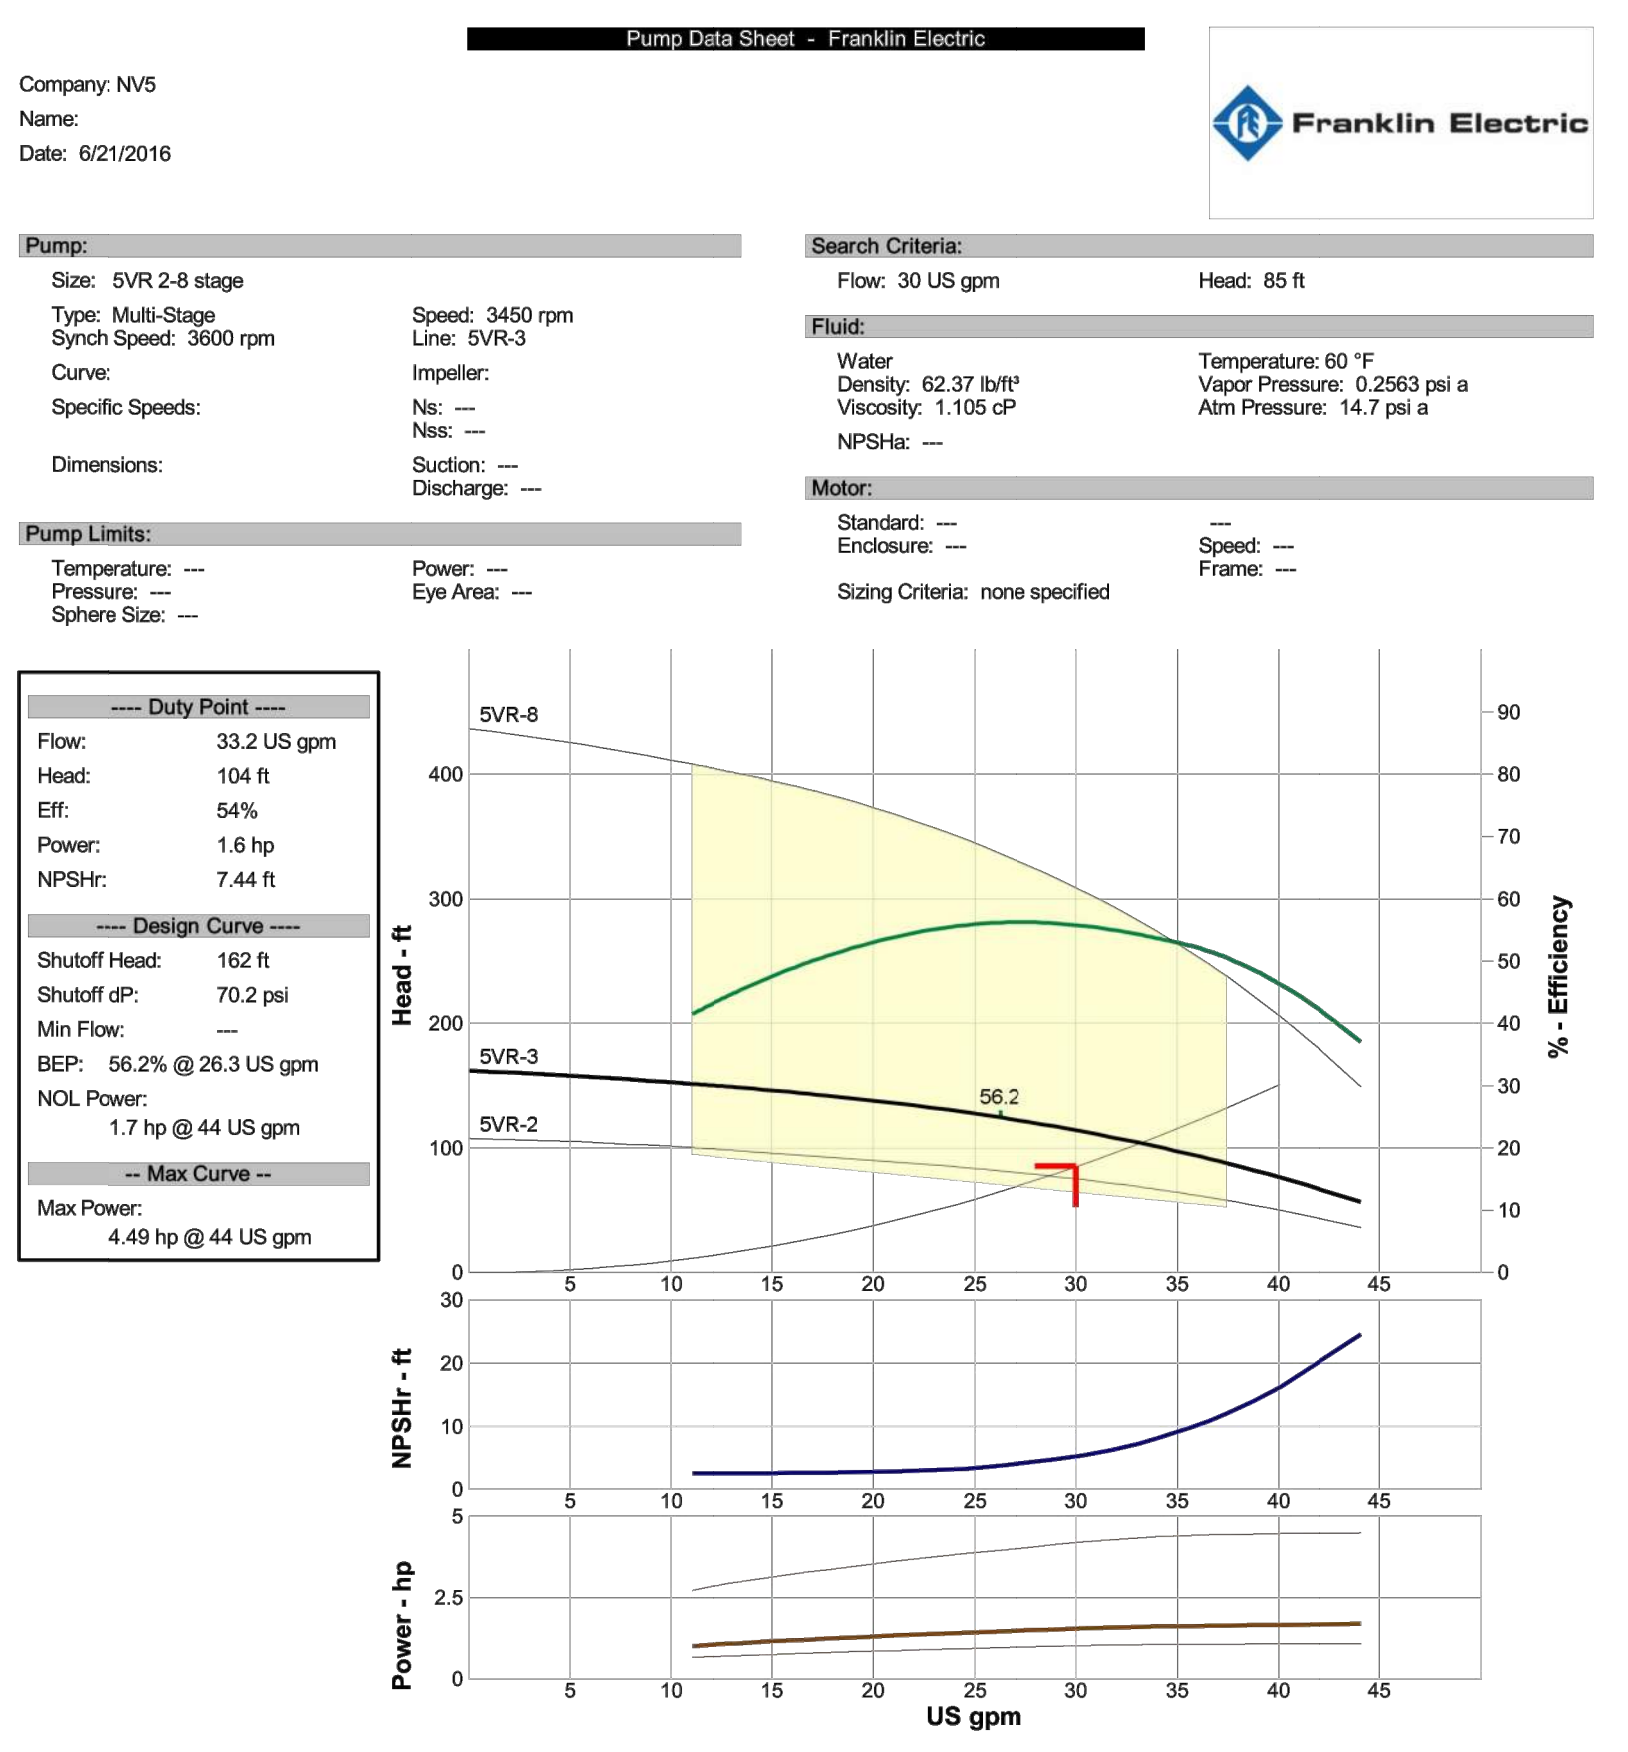 Pump Data Sheet - Franklin Electric
Company: NV5
Name:
Date: 6/21/2016
Franklin Electric
Pump:
Size: 5VR 2-8 stage
Type: Multi-Stage
Speed: 3450 rpm
Synch Speed: 3600 rpm
Line: 5VR-3
Curve:
Impeller:
Specific Speeds:
Ns: ---
Nss: ---
Dimensions:
Suction: ---
Discharge: ---
Pump Limits:
Temperature: ---
Power: ---
Pressure: ---
Eye Area: ---
Sphere Size: ---
Search Criteria:
Flow: 30 US gpm
Head: 85 ft
Fluid:
Water
Temperature: 60 °F
Density: 62.37 lb/ft³
Vapor Pressure: 0.2563 psi a
Viscosity: 1.105 cP
Atm Pressure: 14.7 psi a
NPSHa: ---
Motor:
Standard: ---
---
Enclosure: ---
Speed: ---
Frame: ---
Sizing Criteria: none specified
---- Duty Point ----
Flow: 33.2 US gpm
Head: 104 ft
Eff: 54%
Power: 1.6 hp
NPSHr: 7.44 ft
---- Design Curve ----
Shutoff Head: 162 ft
Shutoff dP: 70.2 psi
Min Flow: ---
BEP: 56.2% @ 26.3 US gpm
NOL Power:
1.7 hp @ 44 US gpm
-- Max Curve --
Max Power:
4.49 hp @ 44 US gpm
Head - ft
400
300
200
100
0
5VR-8
5VR-3
5VR-2
56.2
90
80
70
60
50
40
30
20
10
0
% - Efficiency
5 10 15 20 25 30 35 40 45
NPSHr - ft
30
20
10
0
5 10 15 20 25 30 35 40 45
Power - hp
5
2.5
0
5 10 15 20 25 30 35 40 45
US gpm